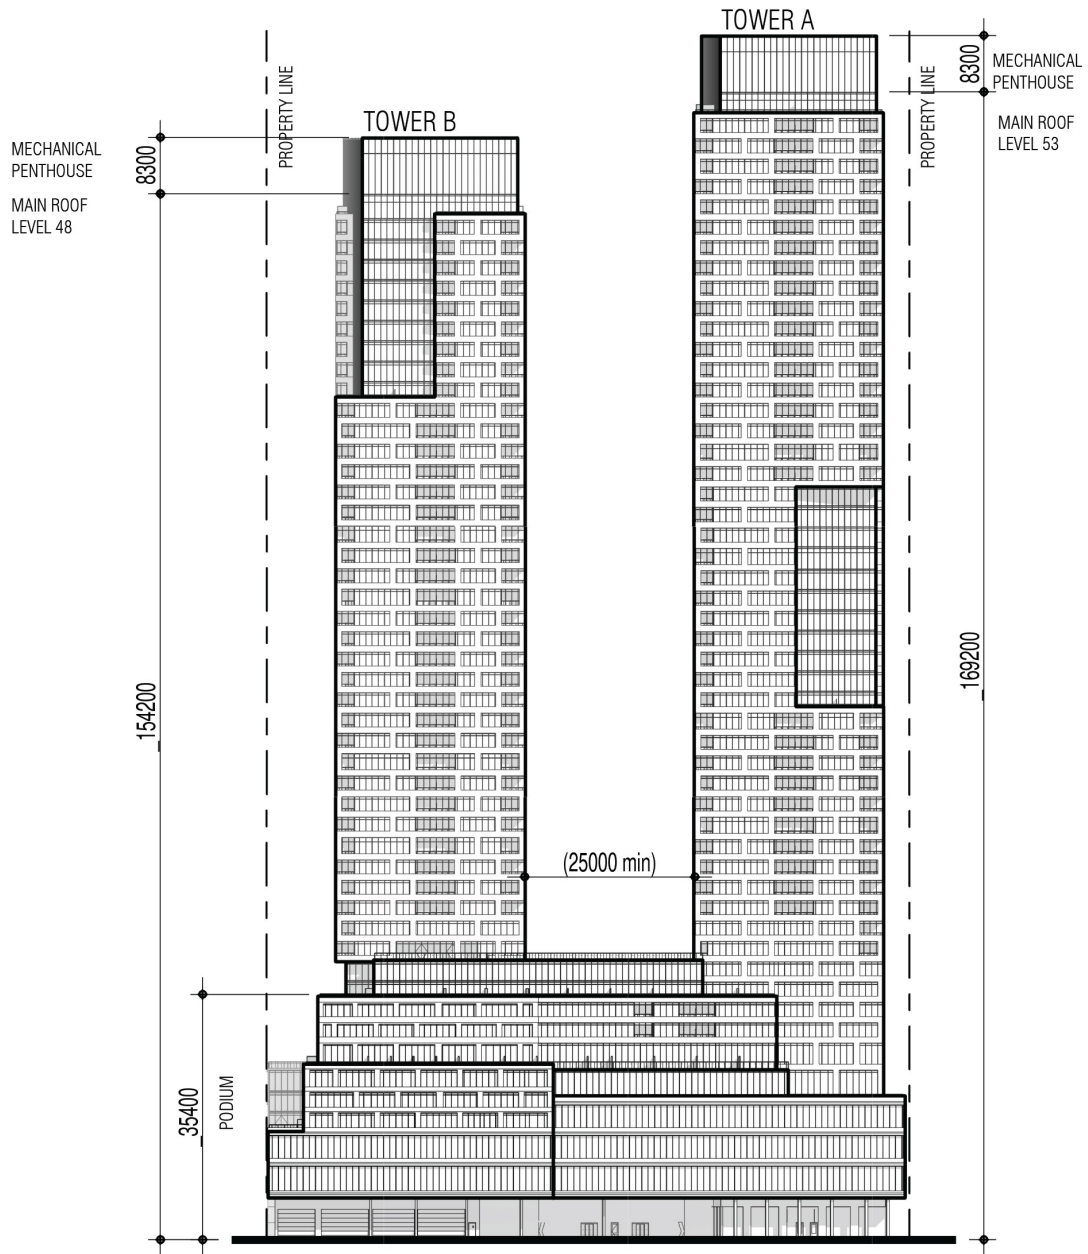 TOWER A
8300
MECHANICAL
PENTHOUSE
PROPERTY LINE
MAIN ROOF
LEVEL 53
TOWER B
PROPERTY LINE
MECHANICAL
PENTHOUSE
8300
MAIN ROOF
LEVEL 48
169200
154200
(25000 min)
35400
PODIUM